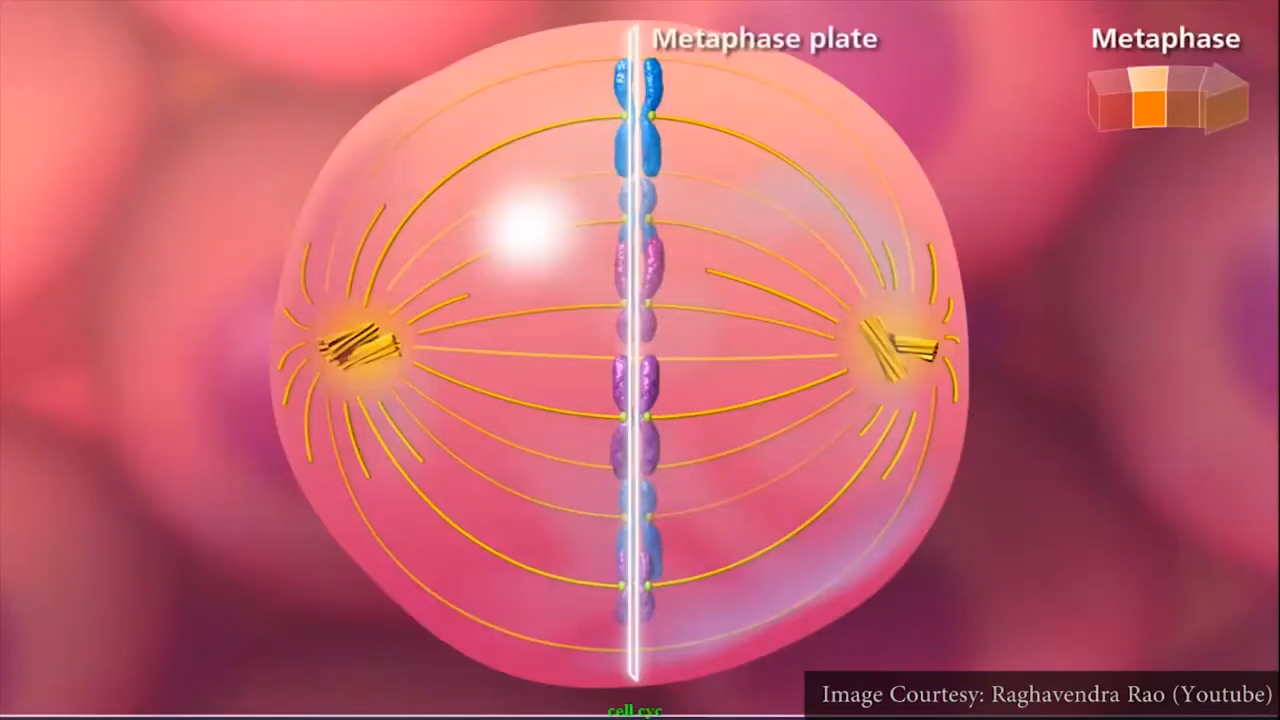 Metaphase plate
Metaphase
Image Courtesy: Raghavendra Rao (Youtube)
cell cyc